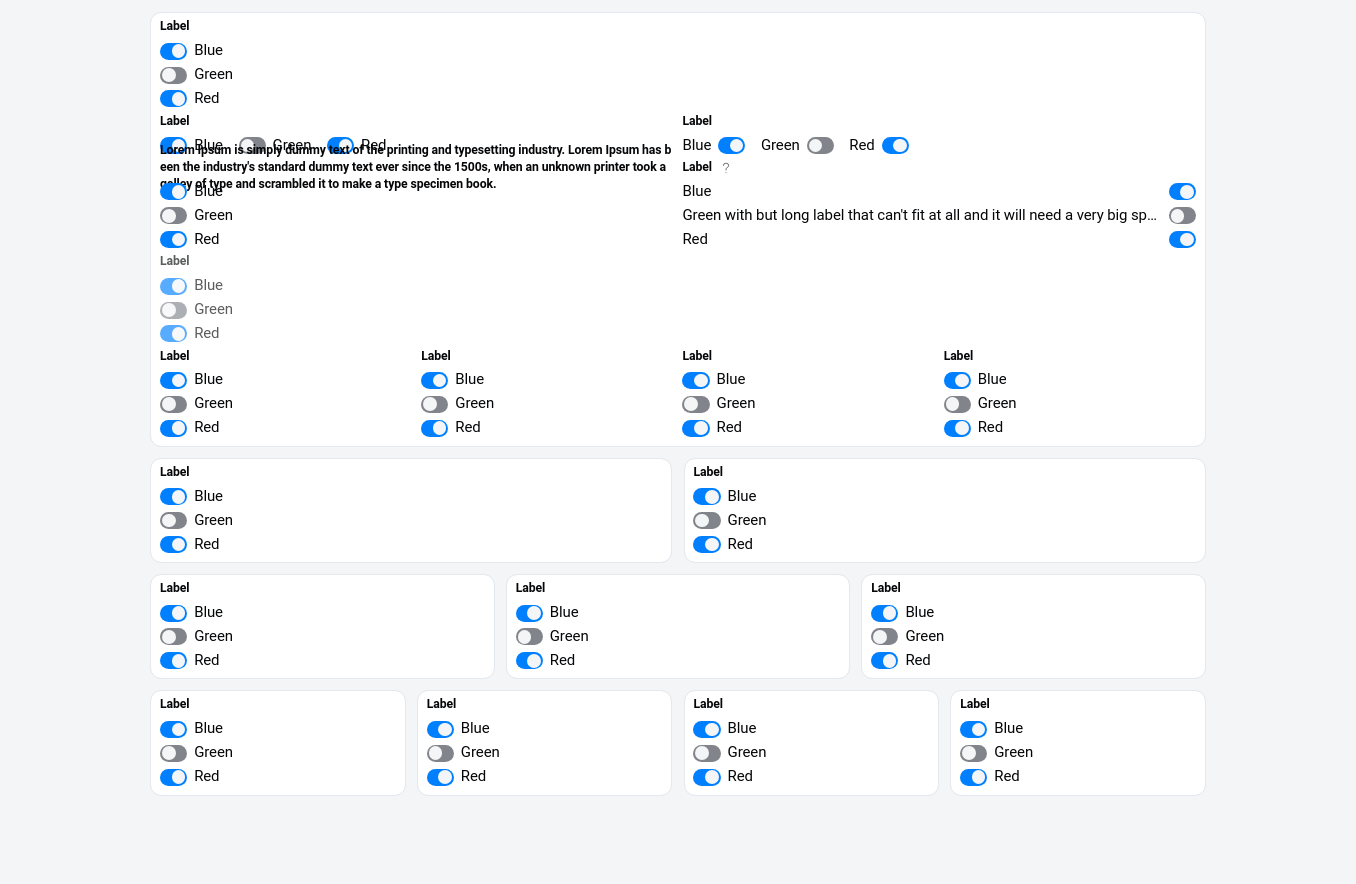 Label
Blue
Green
Red
Label
Label
Blue Green Red
Blue Green Red
Lorem Ipsum is simply dummy text of the printing and typesetting industry. Lorem Ipsum has b
een the industry's standard dummy text ever since the 1500s, when an unknown printer took a
galley of type and scrambled it to make a type specimen book.
Blue
Green
Red
Label ?
Blue
Green with but long label that can't fit at all and it will need a very big sp...
Red
Label
Blue
Green
Red
Label
Blue
Green
Red
Label
Blue
Green
Red
Label
Blue
Green
Red
Label
Blue
Green
Red
Label
Blue
Green
Red
Label
Blue
Green
Red
Label
Blue
Green
Red
Label
Blue
Green
Red
Label
Blue
Green
Red
Label
Blue
Green
Red
Label
Blue
Green
Red
Label
Blue
Green
Red
Label
Blue
Green
Red